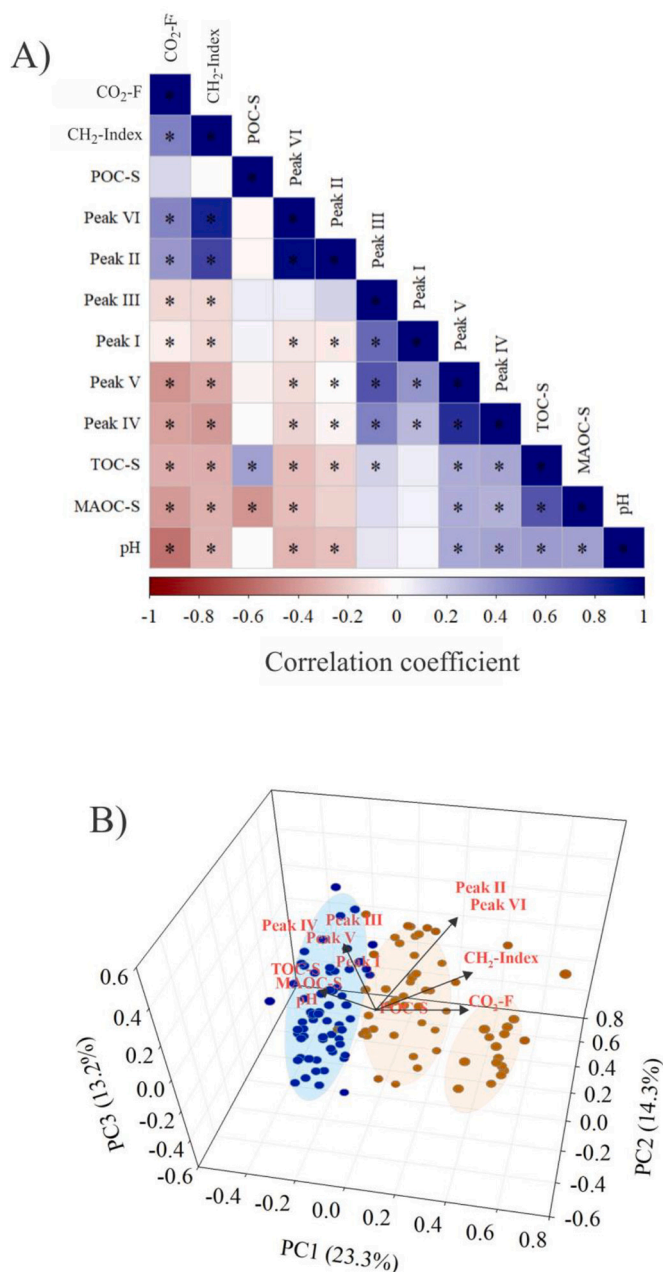 A)
CO₂-F
CH₂-Index
POC-S
Peak VI
Peak II
Peak III
Peak I
Peak V
Peak IV
TOC-S
MAOC-S
pH
CO₂-F
CH₂-Index
POC-S
Peak VI
Peak II
Peak III
Peak I
Peak V
Peak IV
TOC-S
MAOC-S
pH
-1 -0.8 -0.6 -0.4 -0.2 0 0.2 0.4 0.6 0.8 1
Correlation coefficient
B)
Peak II
Peak VI
Peak IV
Peak III
Peak V
Peak I
TOC-S
MAOC-S
pH
POC-S
CH₂-Index
CO₂-F
0.6
0.4
0.2
0.0
-0.2
-0.4
-0.6
PC3 (13.2%)
-0.4 -0.2 0.0 0.2 0.4 0.6 0.8
PC1 (23.3%)
0.8
0.6
0.4
0.2
0.0
-0.2
-0.4
-0.6
PC2 (14.3%)